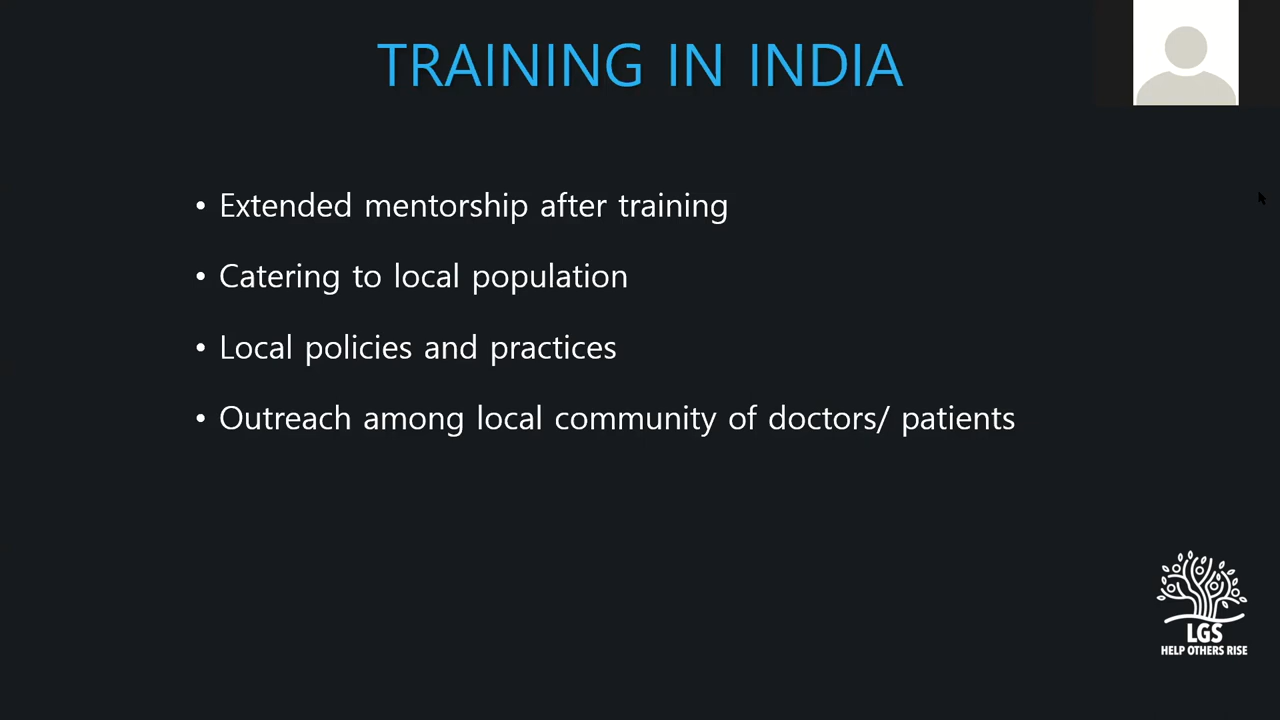 TRAINING IN INDIA
• Extended mentorship after training
• Catering to local population
• Local policies and practices
• Outreach among local community of doctors/ patients
LGS
HELP OTHERS RISE